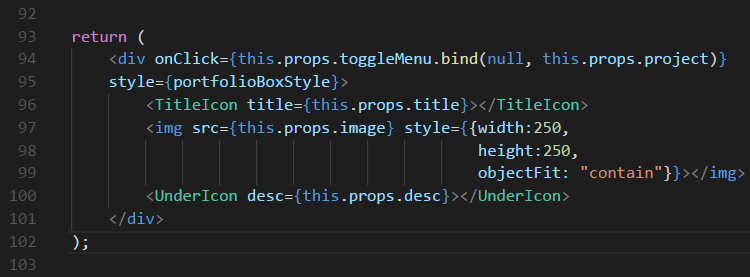 92
93 return (
94     <div onClick={this.props.toggleMenu.bind(null, this.props.project)}
95     style={portfolioBoxStyle}>
96         <TitleIcon title={this.props.title}></TitleIcon>
97         <img src={this.props.image} style={{width:250,
98                                             height:250,
99                                             objectFit: "contain"}}></img>
100         <UnderIcon desc={this.props.desc}></UnderIcon>
101     </div>
102 );
103